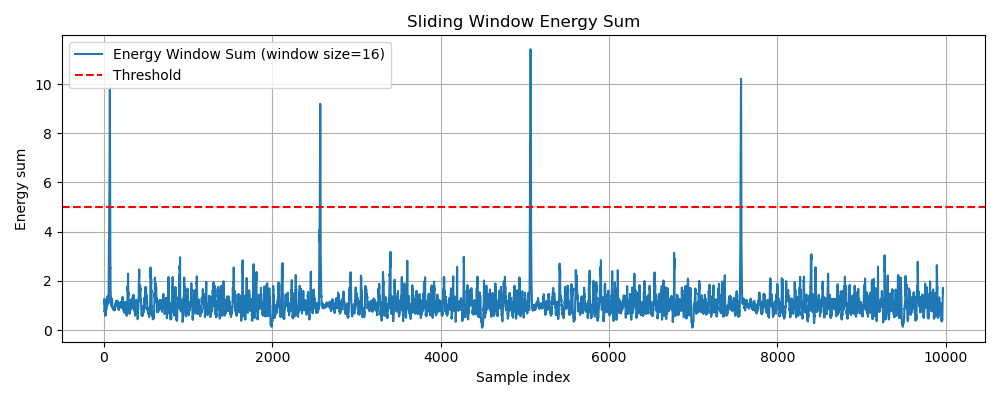 Sliding Window Energy Sum
Energy Window Sum (window size=16)
Threshold
Energy sum
10
8
6
4
2
0
0 2000 4000 6000 8000 10000
Sample index